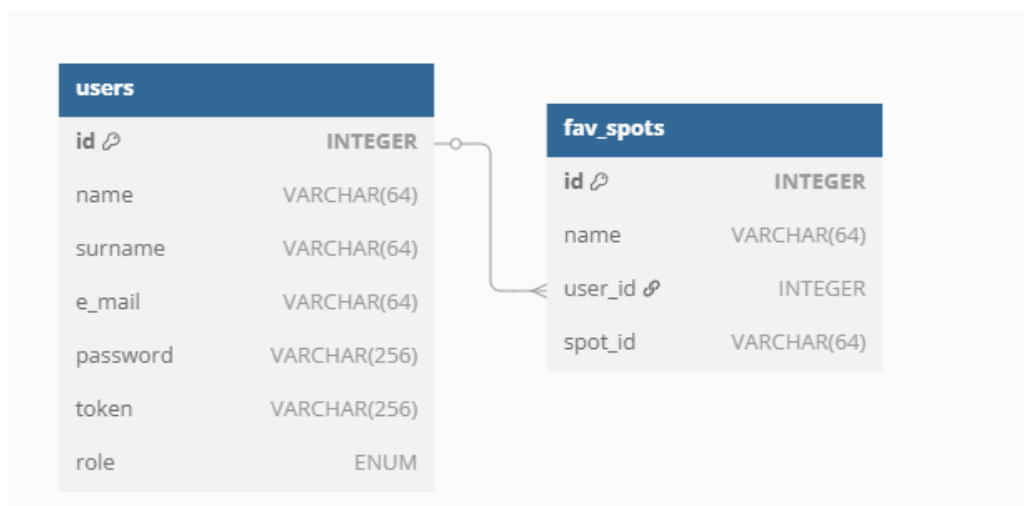 users
id INTEGER
name VARCHAR(64)
surname VARCHAR(64)
e_mail VARCHAR(64)
password VARCHAR(256)
token VARCHAR(256)
role ENUM
fav_spots
id INTEGER
name VARCHAR(64)
user_id INTEGER
spot_id VARCHAR(64)